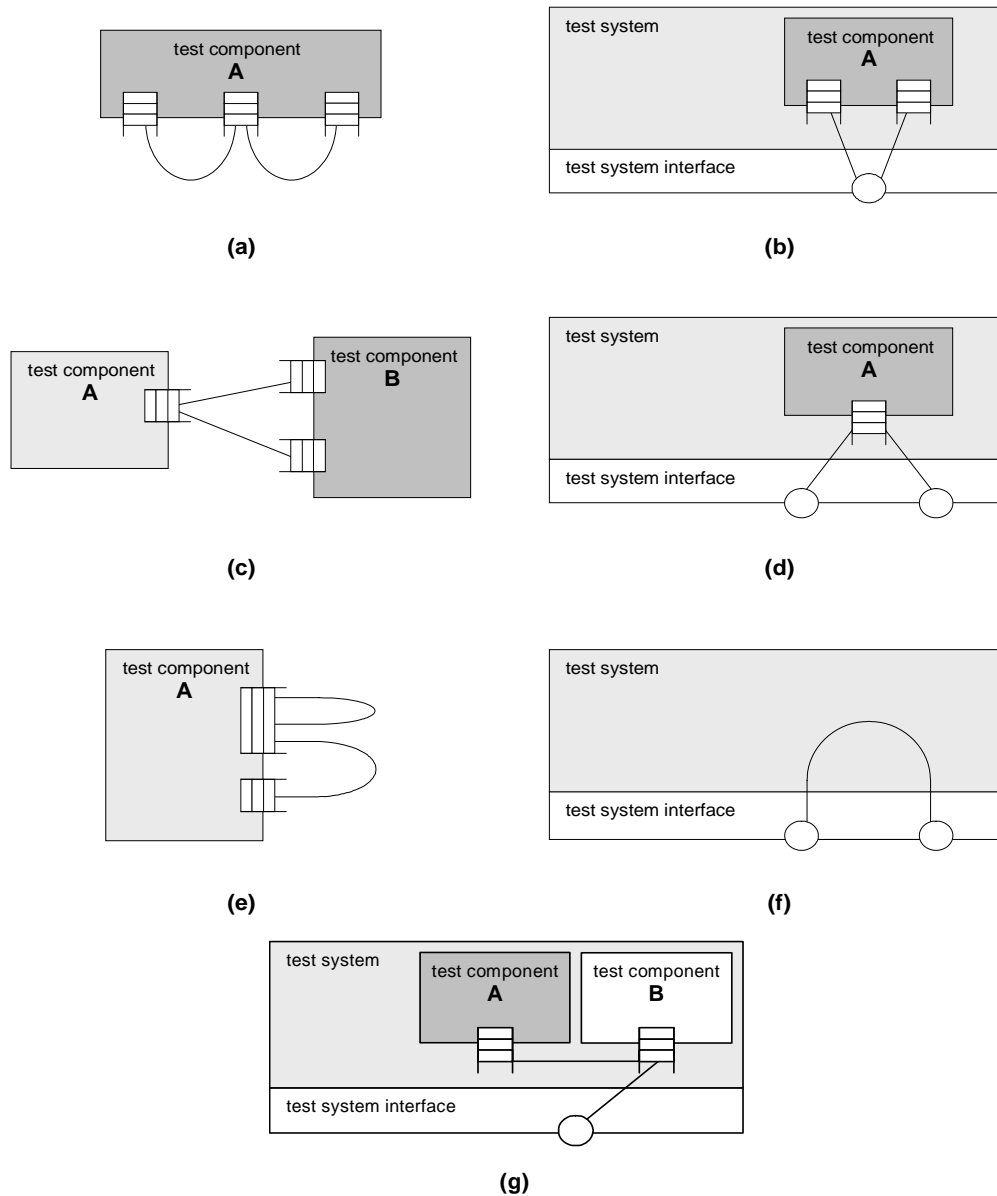 test component
A
(a)
test system
test component
A
test system interface
(b)
test component
A
test component
B
(c)
test system
test component
A
test system interface
(d)
test component
A
(e)
test system
test system interface
(f)
test system
test component
A
test component
B
test system interface
(g)